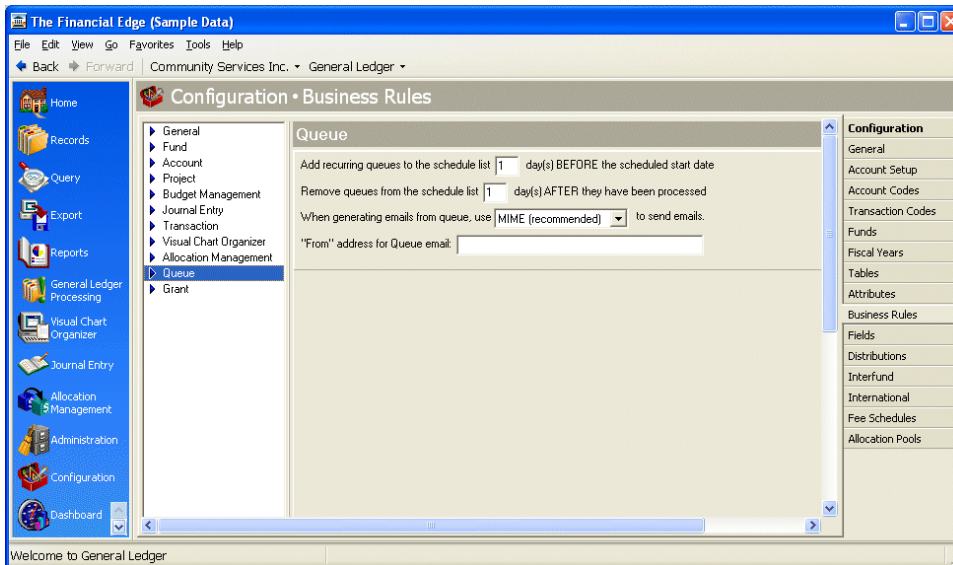 The Financial Edge (Sample Data)
File Edit View Go Favorites Tools Help
Back Forward Community Services Inc. General Ledger
Home
Records
Query
Export
Reports
General Ledger
Processing
Visual Chart
Organizer
Journal Entry
Allocation
Management
Administration
Configuration
Dashboard
Configuration • Business Rules
General
Fund
Account
Project
Budget Management
Journal Entry
Transaction
Visual Chart Organizer
Allocation Management
Queue
Grant
Queue
Add recurring queues to the schedule list 1 day(s) BEFORE the scheduled start date
Remove queues from the schedule list 1 day(s) AFTER they have been processed
When generating emails from queue, use MIME (recommended) to send emails.
"From" address for Queue email:
Configuration
General
Account Setup
Account Codes
Transaction Codes
Funds
Fiscal Years
Tables
Attributes
Business Rules
Fields
Distributions
Interfund
International
Fee Schedules
Allocation Pools
Welcome to General Ledger